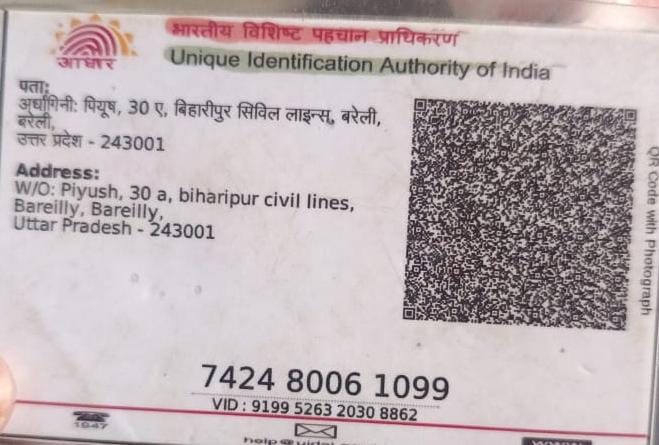 आधार
भारतीय विशिष्ट पहचान प्राधिकरण
Unique Identification Authority of India
पता:
अर्धांगिनी: पियूष, 30 ए, बिहारीपुर सिविल लाइन्स, बरेली,
बरेली,
उत्तर प्रदेश - 243001
Address:
W/O: Piyush, 30 a, biharipur civil lines,
Bareilly, Bareilly,
Uttar Pradesh - 243001
QR Code with Photograph
7424 8006 1099
VID : 9199 5263 2030 8862
1947